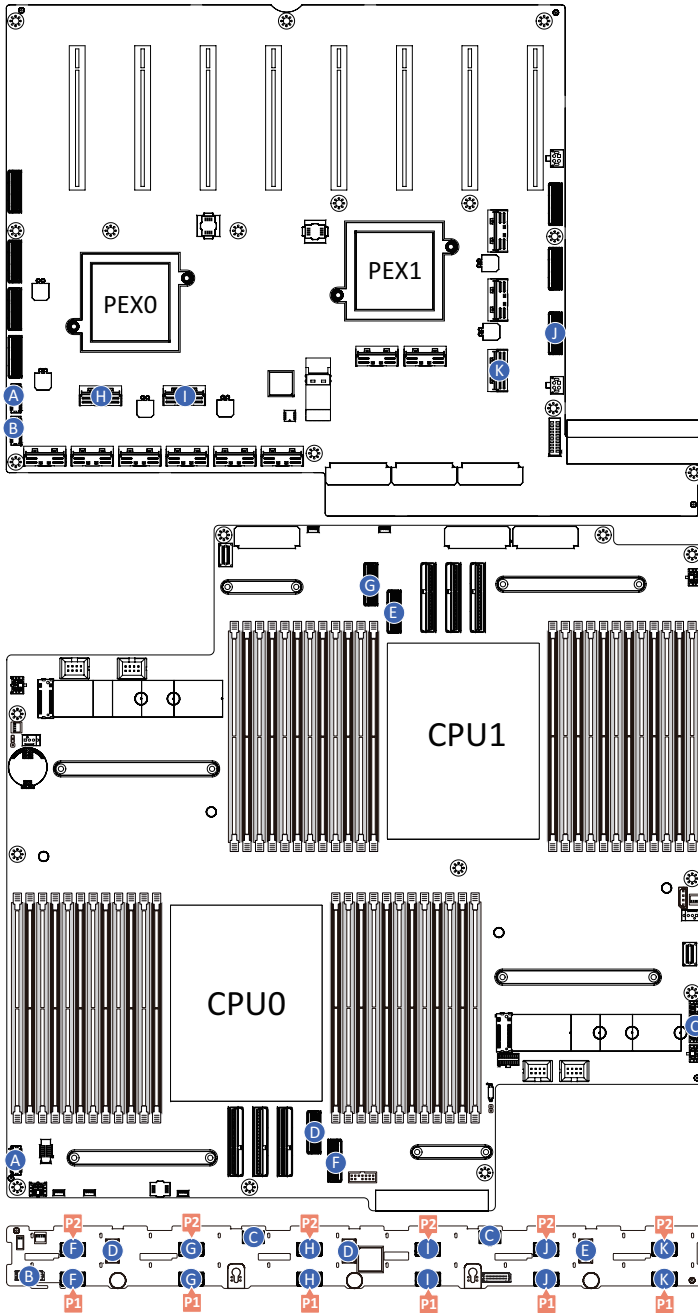 PEX0
PEX1
J
K
A
H
I
B
G
E
CPU1
CPU0
C
D
F
A
P2 P2 P2 P2 P2 P2
F D G C H D I C J E K
B F G H I J K
P1 P1 P1 P1 P1 P1